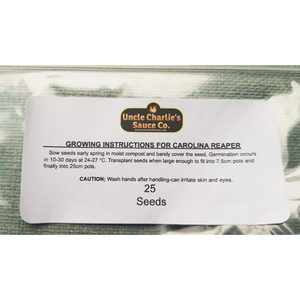 Uncle Charlie's
Sauce Co.
GROWING INSTRUCTIONS FOR CAROLINA REAPER
Sow seeds early spring in moist compost and barely cover the seed. Germination occurs
in 10-30 days at 24-27 °C. Transplant seeds when large enough to fit into 7.5cm pots and
finally into 25cm pots.
CAUTION; Wash hands after handling-can irritate skin and eyes.
25
Seeds